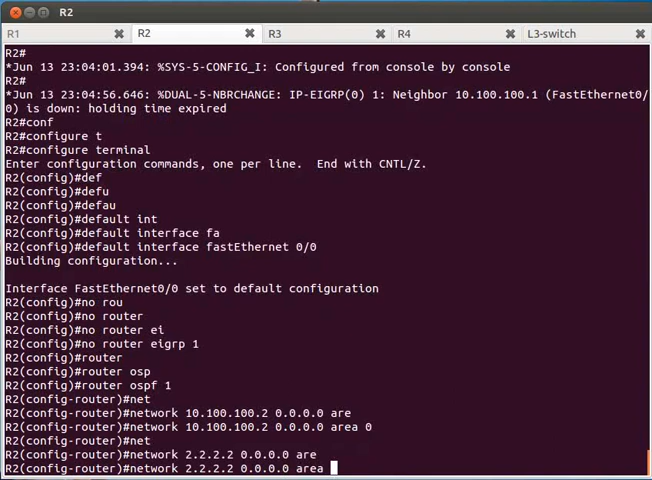 R2
R1
R2
R3
R4
L3-switch
R2#
*Jun 13 23:04:01.394: %SYS-5-CONFIG_I: Configured from console by console
R2#
*Jun 13 23:04:56.646: %DUAL-5-NBRCHANGE: IP-EIGRP(0) 1: Neighbor 10.100.100.1 (FastEthernet0/
0) is down: holding time expired
R2#conf
R2#configure t
R2#configure terminal
Enter configuration commands, one per line.  End with CNTL/Z.
R2(config)#def
R2(config)#defu
R2(config)#defau
R2(config)#default int
R2(config)#default interface fa
R2(config)#default interface fastEthernet 0/0
Building configuration...
Interface FastEthernet0/0 set to default configuration
R2(config)#no rou
R2(config)#no router
R2(config)#no router ei
R2(config)#no router eigrp 1
R2(config)#router
R2(config)#router osp
R2(config)#router ospf 1
R2(config-router)#net
R2(config-router)#network 10.100.100.2 0.0.0.0 are
R2(config-router)#network 10.100.100.2 0.0.0.0 area 0
R2(config-router)#net
R2(config-router)#network 2.2.2.2 0.0.0.0 are
R2(config-router)#network 2.2.2.2 0.0.0.0 area